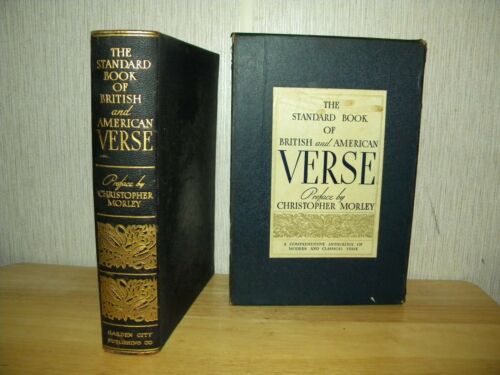 THE
STANDARD
BOOK
OF
BRITISH
and
AMERICAN
VERSE
Preface by
CHRISTOPHER
MORLEY
GARDEN CITY
PUBLISHING CO
THE
STANDARD BOOK
OF
BRITISH and AMERICAN
VERSE
Preface by
CHRISTOPHER MORLEY
A COMPREHENSIVE ANTHOLOGY OF
MODERN AND CLASSICAL VERSE